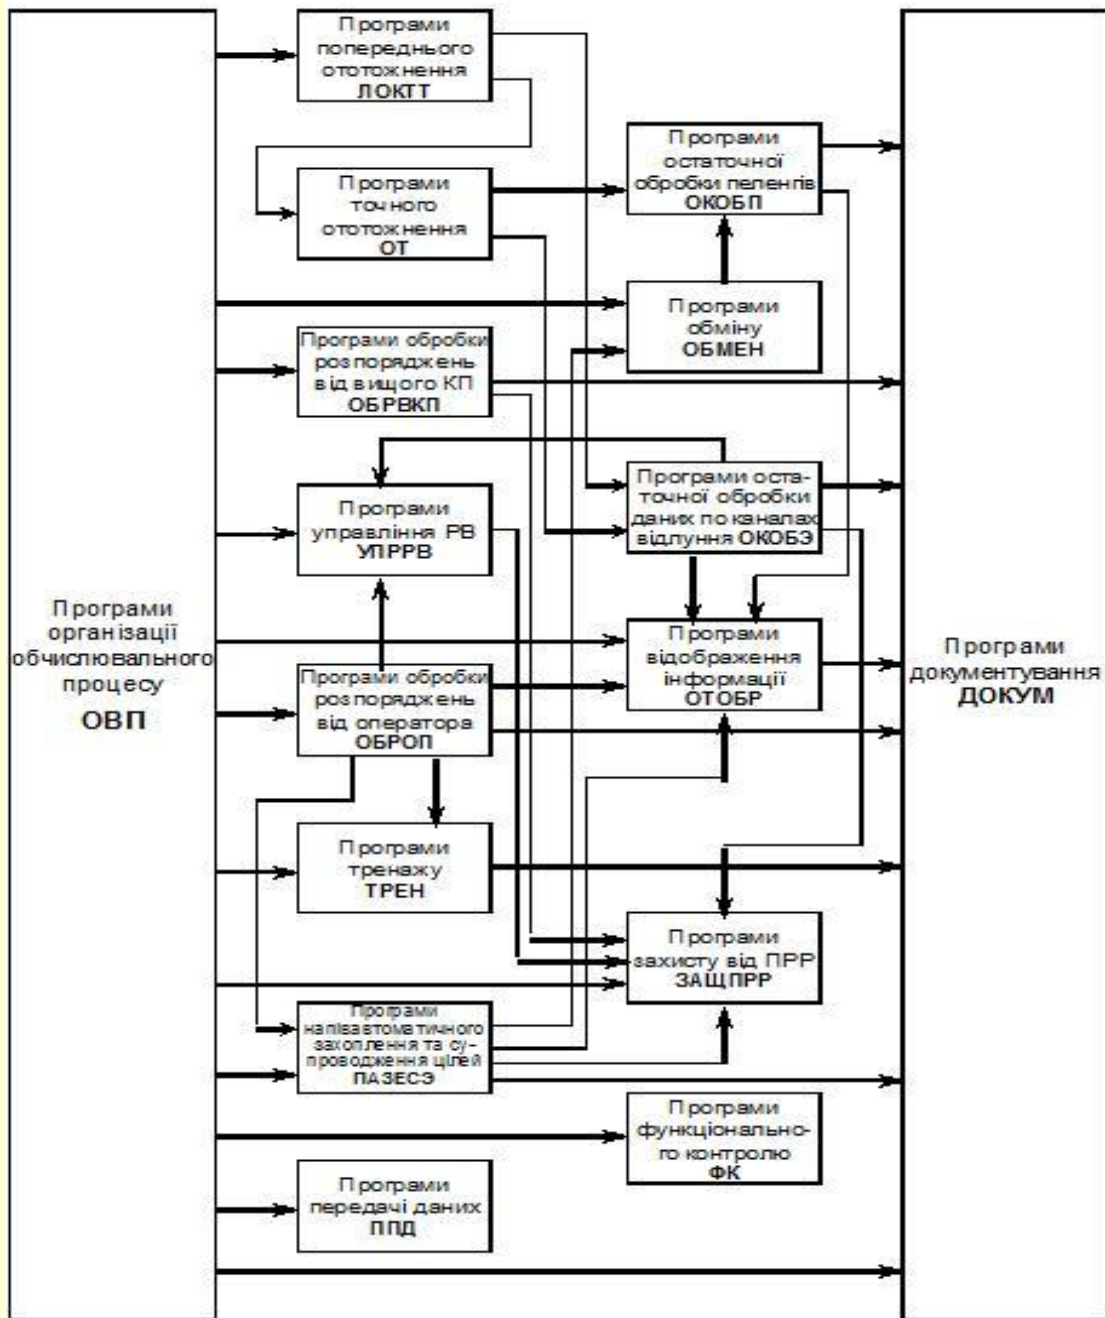 Програми
організації
обчислювального
процесу
ОВП
Програми
попереднього
ототожнення
ЛОКТТ
Програми
точного
ототожнення
ОТ
Програми обробки
розпоряджень
від вищого КП
ОБРВКП
Програми
управління РВ
УПРРВ
Програми обробки
розпоряджень
від оператора
ОБРОП
Програми
тренажу
ТРЕН
Програми
напівавтоматичного
захоплення та су-
проводження цілей
ПАЗЕСЭ
Програми
передачі даних
ППД
Програми
остаточної
обробки пеленгів
ОКОБП
Програми
обміну
ОБМЕН
Програми оста-
точної обробки
даних по каналах
відлуння ОКОБЭ
Програми
відображення
інформації
ОТОБР
Програми
захисту від ПРР
ЗАЩПРР
Програми
функціонально-
го контролю
ФК
Програми
документування
ДОКУМ